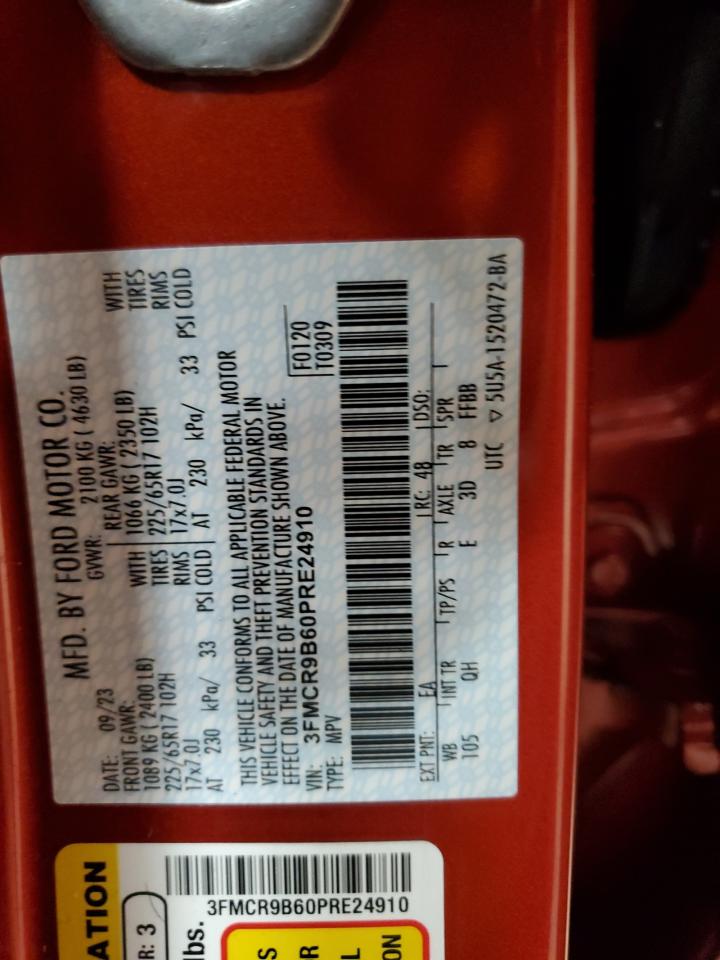 MFD. BY FORD MOTOR CO.
DATE: 09/23 GVWR: 2100 KG ( 4630 LB)
FRONT GAWR: REAR GAWR:
1089 KG ( 2400 LB) WITH 1066 KG ( 2350 LB) WITH
225/65R17 102H TIRES 225/65R17 102H TIRES
17x7.0J RIMS 17x7.0J RIMS
AT 230 kPa/ 33 PSI COLD AT 230 kPa/ 33 PSI COLD
THIS VEHICLE CONFORMS TO ALL APPLICABLE FEDERAL MOTOR
VEHICLE SAFETY AND THEFT PREVENTION STANDARDS IN
EFFECT ON THE DATE OF MANUFACTURE SHOWN ABOVE.
VIN: 3FMCR9B60PRE24910 F0120
TYPE: MPV T0309
EXT PNT: EA RC: 48 DSO:
WB INT TR TP/PS R AXLE TR SPR
105 QH E 3D 8 FFBB
UTC ▽ 5U5A-1520472-BA
ATION
R: 3
3FMCR9B60PRE24910
lbs.
S
R
L
ON